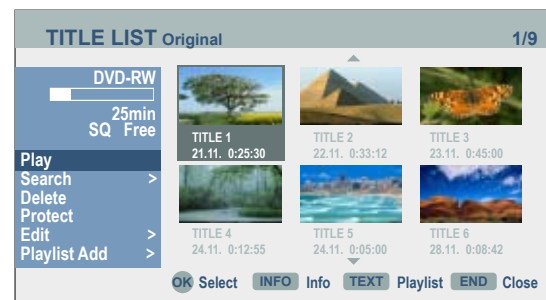 TITLE LIST Original 1/9
DVD-RW
25min
SQ Free
Play
Search >
Delete
Protect
Edit >
Playlist Add >
TITLE 1
21.11. 0:25:30
TITLE 2
22.11. 0:33:12
TITLE 3
23.11. 0:45:00
TITLE 4
24.11. 0:12:55
TITLE 5
24.11. 0:05:00
TITLE 6
28.11. 0:08:42
OK Select INFO Info TEXT Playlist END Close